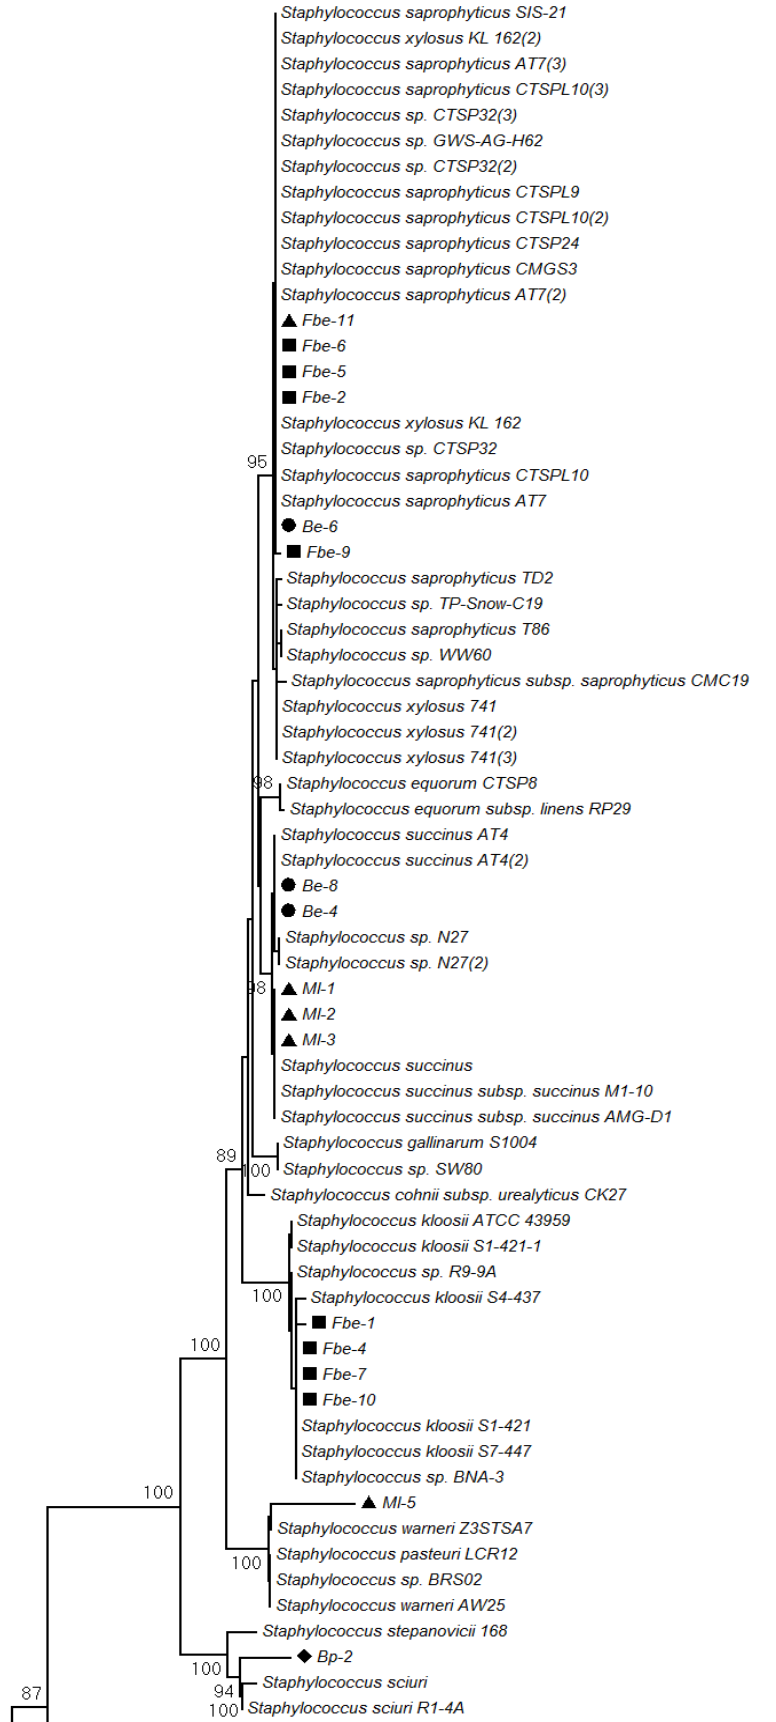 Staphylococcus saprophyticus SIS-21
Staphylococcus xylosus KL 162(2)
Staphylococcus saprophyticus AT7(3)
Staphylococcus saprophyticus CTSPL10(3)
Staphylococcus sp. CTSP32(3)
Staphylococcus sp. GWS-AG-H62
Staphylococcus sp. CTSP32(2)
Staphylococcus saprophyticus CTSPL9
Staphylococcus saprophyticus CTSPL10(2)
Staphylococcus saprophyticus CTSP24
Staphylococcus saprophyticus CMGS3
Staphylococcus saprophyticus AT7(2)
Fbe-11
Fbe-6
Fbe-5
Fbe-2
Staphylococcus xylosus KL 162
Staphylococcus sp. CTSP32
95
Staphylococcus saprophyticus CTSPL10
Staphylococcus saprophyticus AT7
Be-6
Fbe-9
Staphylococcus saprophyticus TD2
Staphylococcus sp. TP-Snow-C19
Staphylococcus saprophyticus T86
Staphylococcus sp. WW60
Staphylococcus saprophyticus subsp. saprophyticus CMC19
Staphylococcus xylosus 741
Staphylococcus xylosus 741(2)
Staphylococcus xylosus 741(3)
98
Staphylococcus equorum CTSP8
Staphylococcus equorum subsp. linens RP29
Staphylococcus succinus AT4
Staphylococcus succinus AT4(2)
Be-8
Be-4
Staphylococcus sp. N27
Staphylococcus sp. N27(2)
98
MI-1
MI-2
MI-3
Staphylococcus succinus
Staphylococcus succinus subsp. succinus M1-10
Staphylococcus succinus subsp. succinus AMG-D1
Staphylococcus gallinarum S1004
89
100
Staphylococcus sp. SW80
Staphylococcus cohnii subsp. urealyticus CK27
Staphylococcus kloosii ATCC 43959
Staphylococcus kloosii S1-421-1
Staphylococcus sp. R9-9A
100
Staphylococcus kloosii S4-437
Fbe-1
100
Fbe-4
Fbe-7
Fbe-10
Staphylococcus kloosii S1-421
Staphylococcus kloosii S7-447
Staphylococcus sp. BNA-3
100
MI-5
Staphylococcus warneri Z3STSA7
100
Staphylococcus pasteuri LCR12
Staphylococcus sp. BRS02
Staphylococcus warneri AW25
Staphylococcus stepanovicii 168
Bp-2
100
Staphylococcus sciuri
94
87
100
Staphylococcus sciuri R1-4A